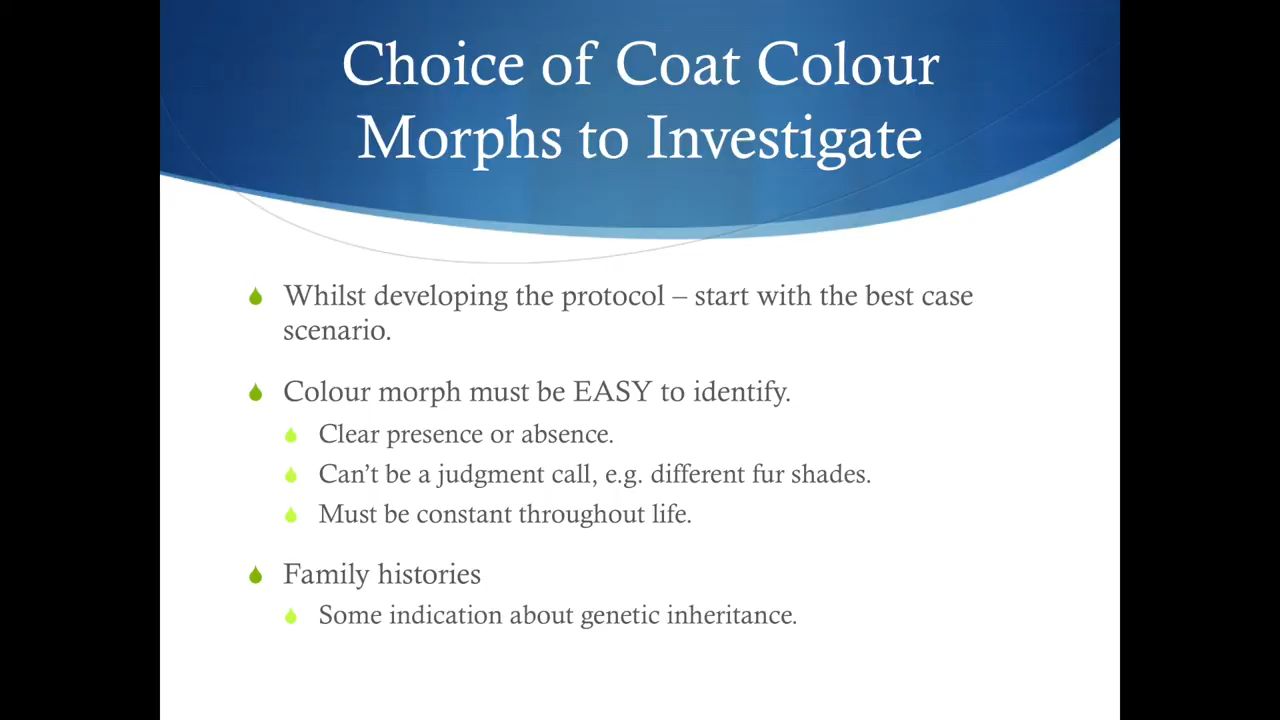 Choice of Coat Colour
Morphs to Investigate
Whilst developing the protocol – start with the best case
scenario.
Colour morph must be EASY to identify.
Clear presence or absence.
Can’t be a judgment call, e.g. different fur shades.
Must be constant throughout life.
Family histories
Some indication about genetic inheritance.